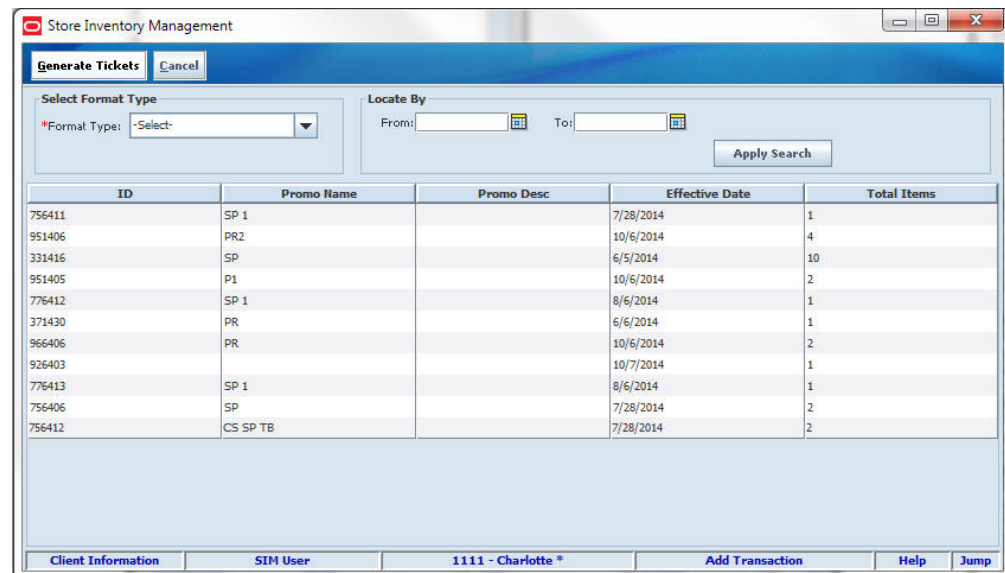 Store Inventory Management
Generate Tickets Cancel
Select Format Type
*Format Type: -Select-
Locate By
From: To:
Apply Search
ID Promo Name Promo Desc Effective Date Total Items
756411 SP 1 7/28/2014 1
951406 PR2 10/6/2014 4
331416 SP 6/5/2014 10
951405 P1 10/6/2014 2
776412 SP 1 8/6/2014 1
371430 PR 6/6/2014 1
966406 PR 10/6/2014 2
926403 10/7/2014 1
776413 SP 1 8/6/2014 1
756406 SP 7/28/2014 2
756412 CS SP TB 7/28/2014 2
Client Information SIM User 1111 - Charlotte * Add Transaction Help Jump